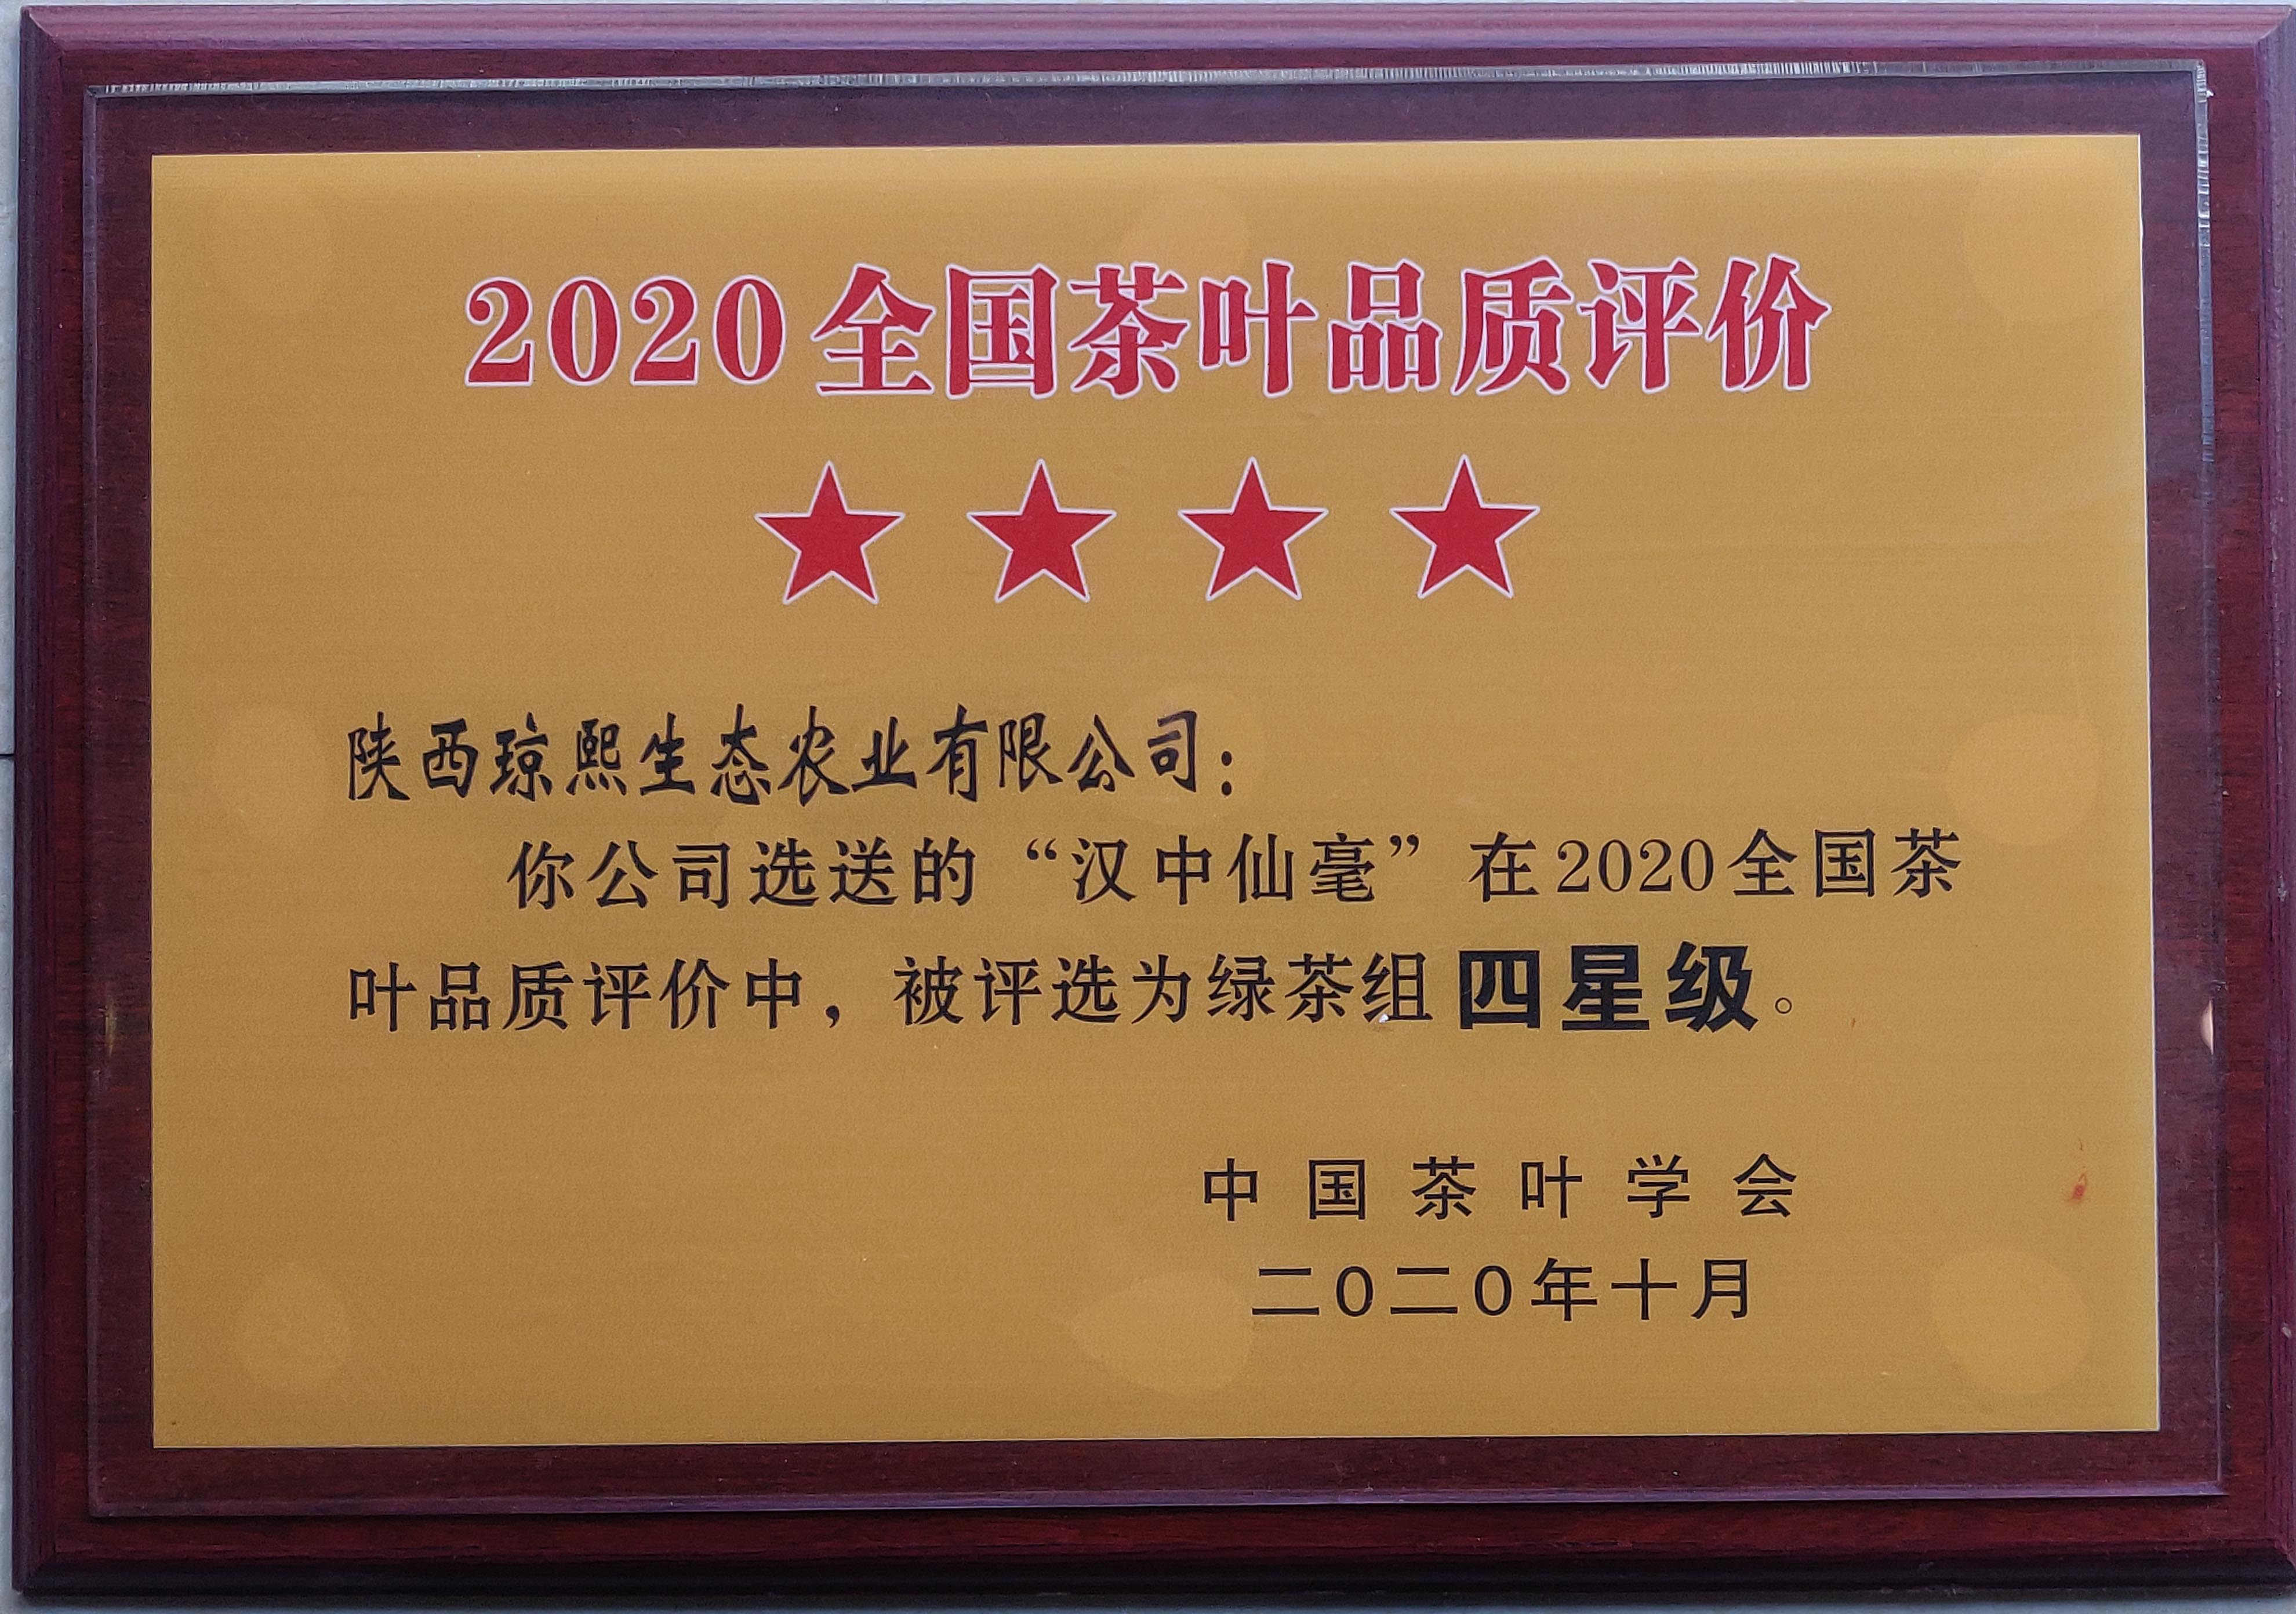 2020全国茶叶品质评价
陕西琼熙生态农业有限公司：
你公司选送的“汉中仙毫”在2020全国茶
叶品质评价中，被评选为绿茶组四星级。
中国茶叶学会
二0二0年十月